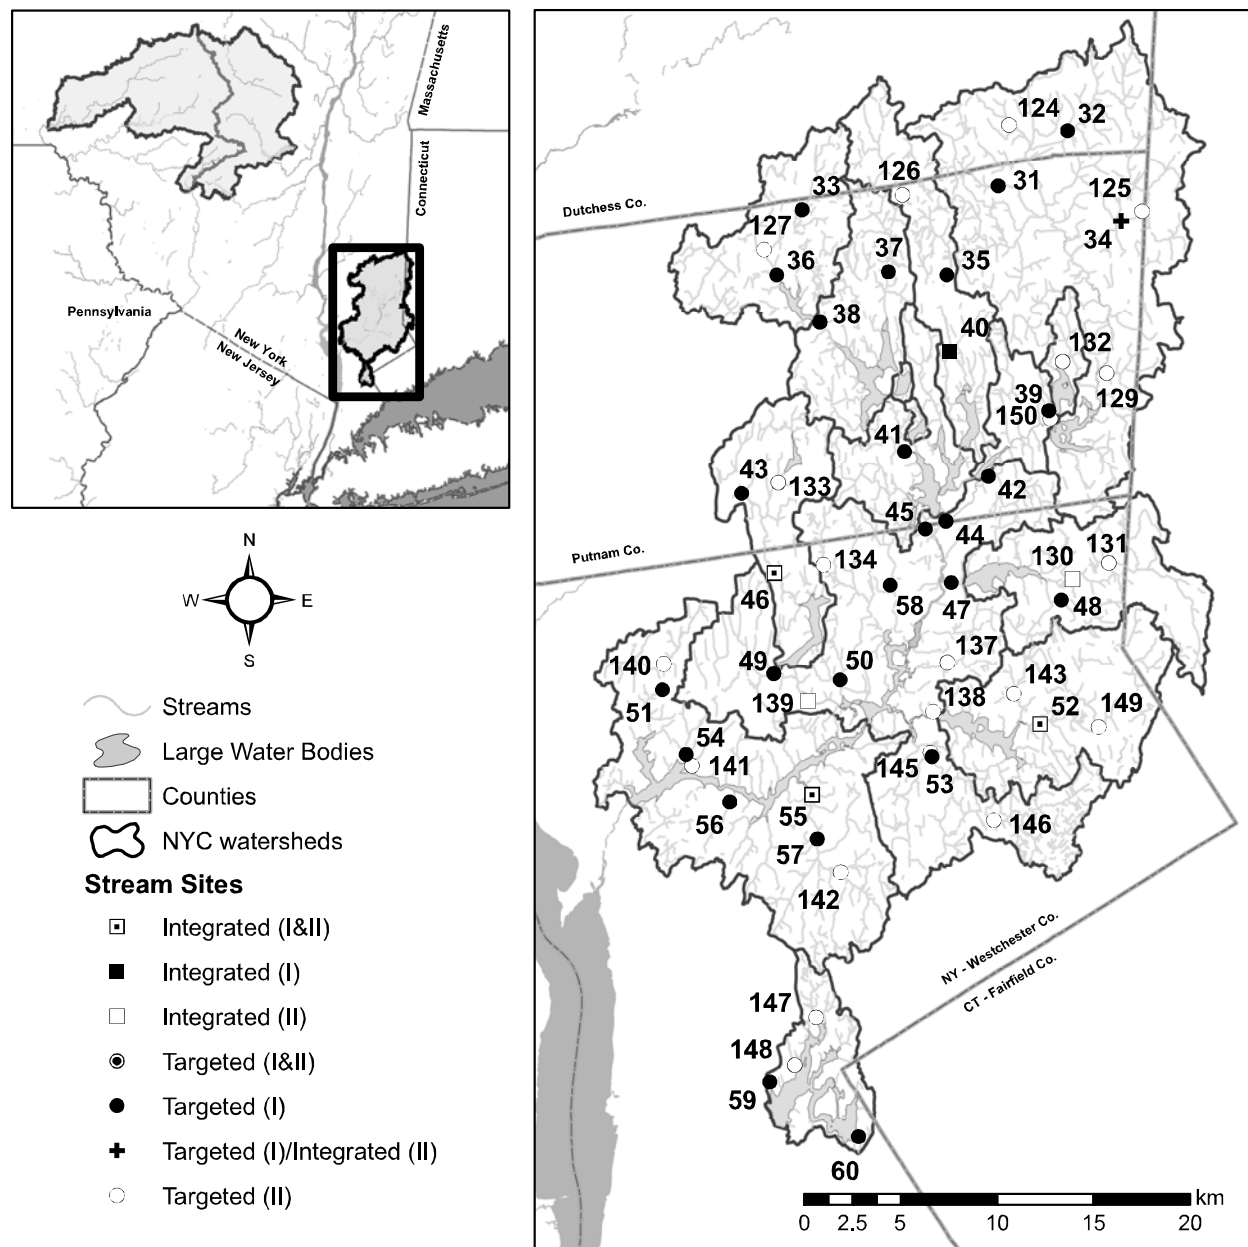 Massachusetts
Connecticut
Pennsylvania
New York
New Jersey
N
W
E
S
Streams
Large Water Bodies
Counties
NYC watersheds
Stream Sites
Integrated (I&II)
Integrated (I)
Integrated (II)
Targeted (I&II)
Targeted (I)
Targeted (I)/Integrated (II)
Targeted (II)
124
32
126
31
125
33
Dutchess Co.
127
34
36
37
35
38
40
132
39
129
150
41
43
133
42
45
44
Putnam Co.
134
130
131
46
58
47
48
140
49
50
137
143
51
139
138
52
149
54
141
145
53
55
56
146
57
142
NY - Westchester Co.
CT - Fairfield Co.
147
148
59
60
km
0 2.5 5 10 15 20